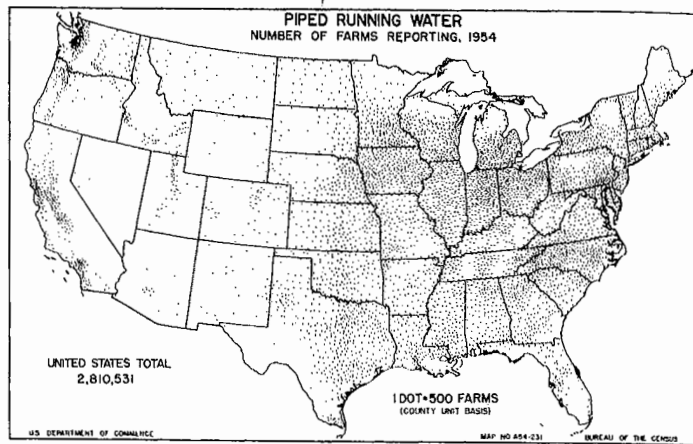 PIPED RUNNING WATER
NUMBER OF FARMS REPORTING, 1954
UNITED STATES TOTAL
2,810,531
1 DOT=500 FARMS
(COUNTY UNIT BASIS)
US DEPARTMENT OF COMMERCE
MAP NO A54-231
BUREAU OF THE CENSUS